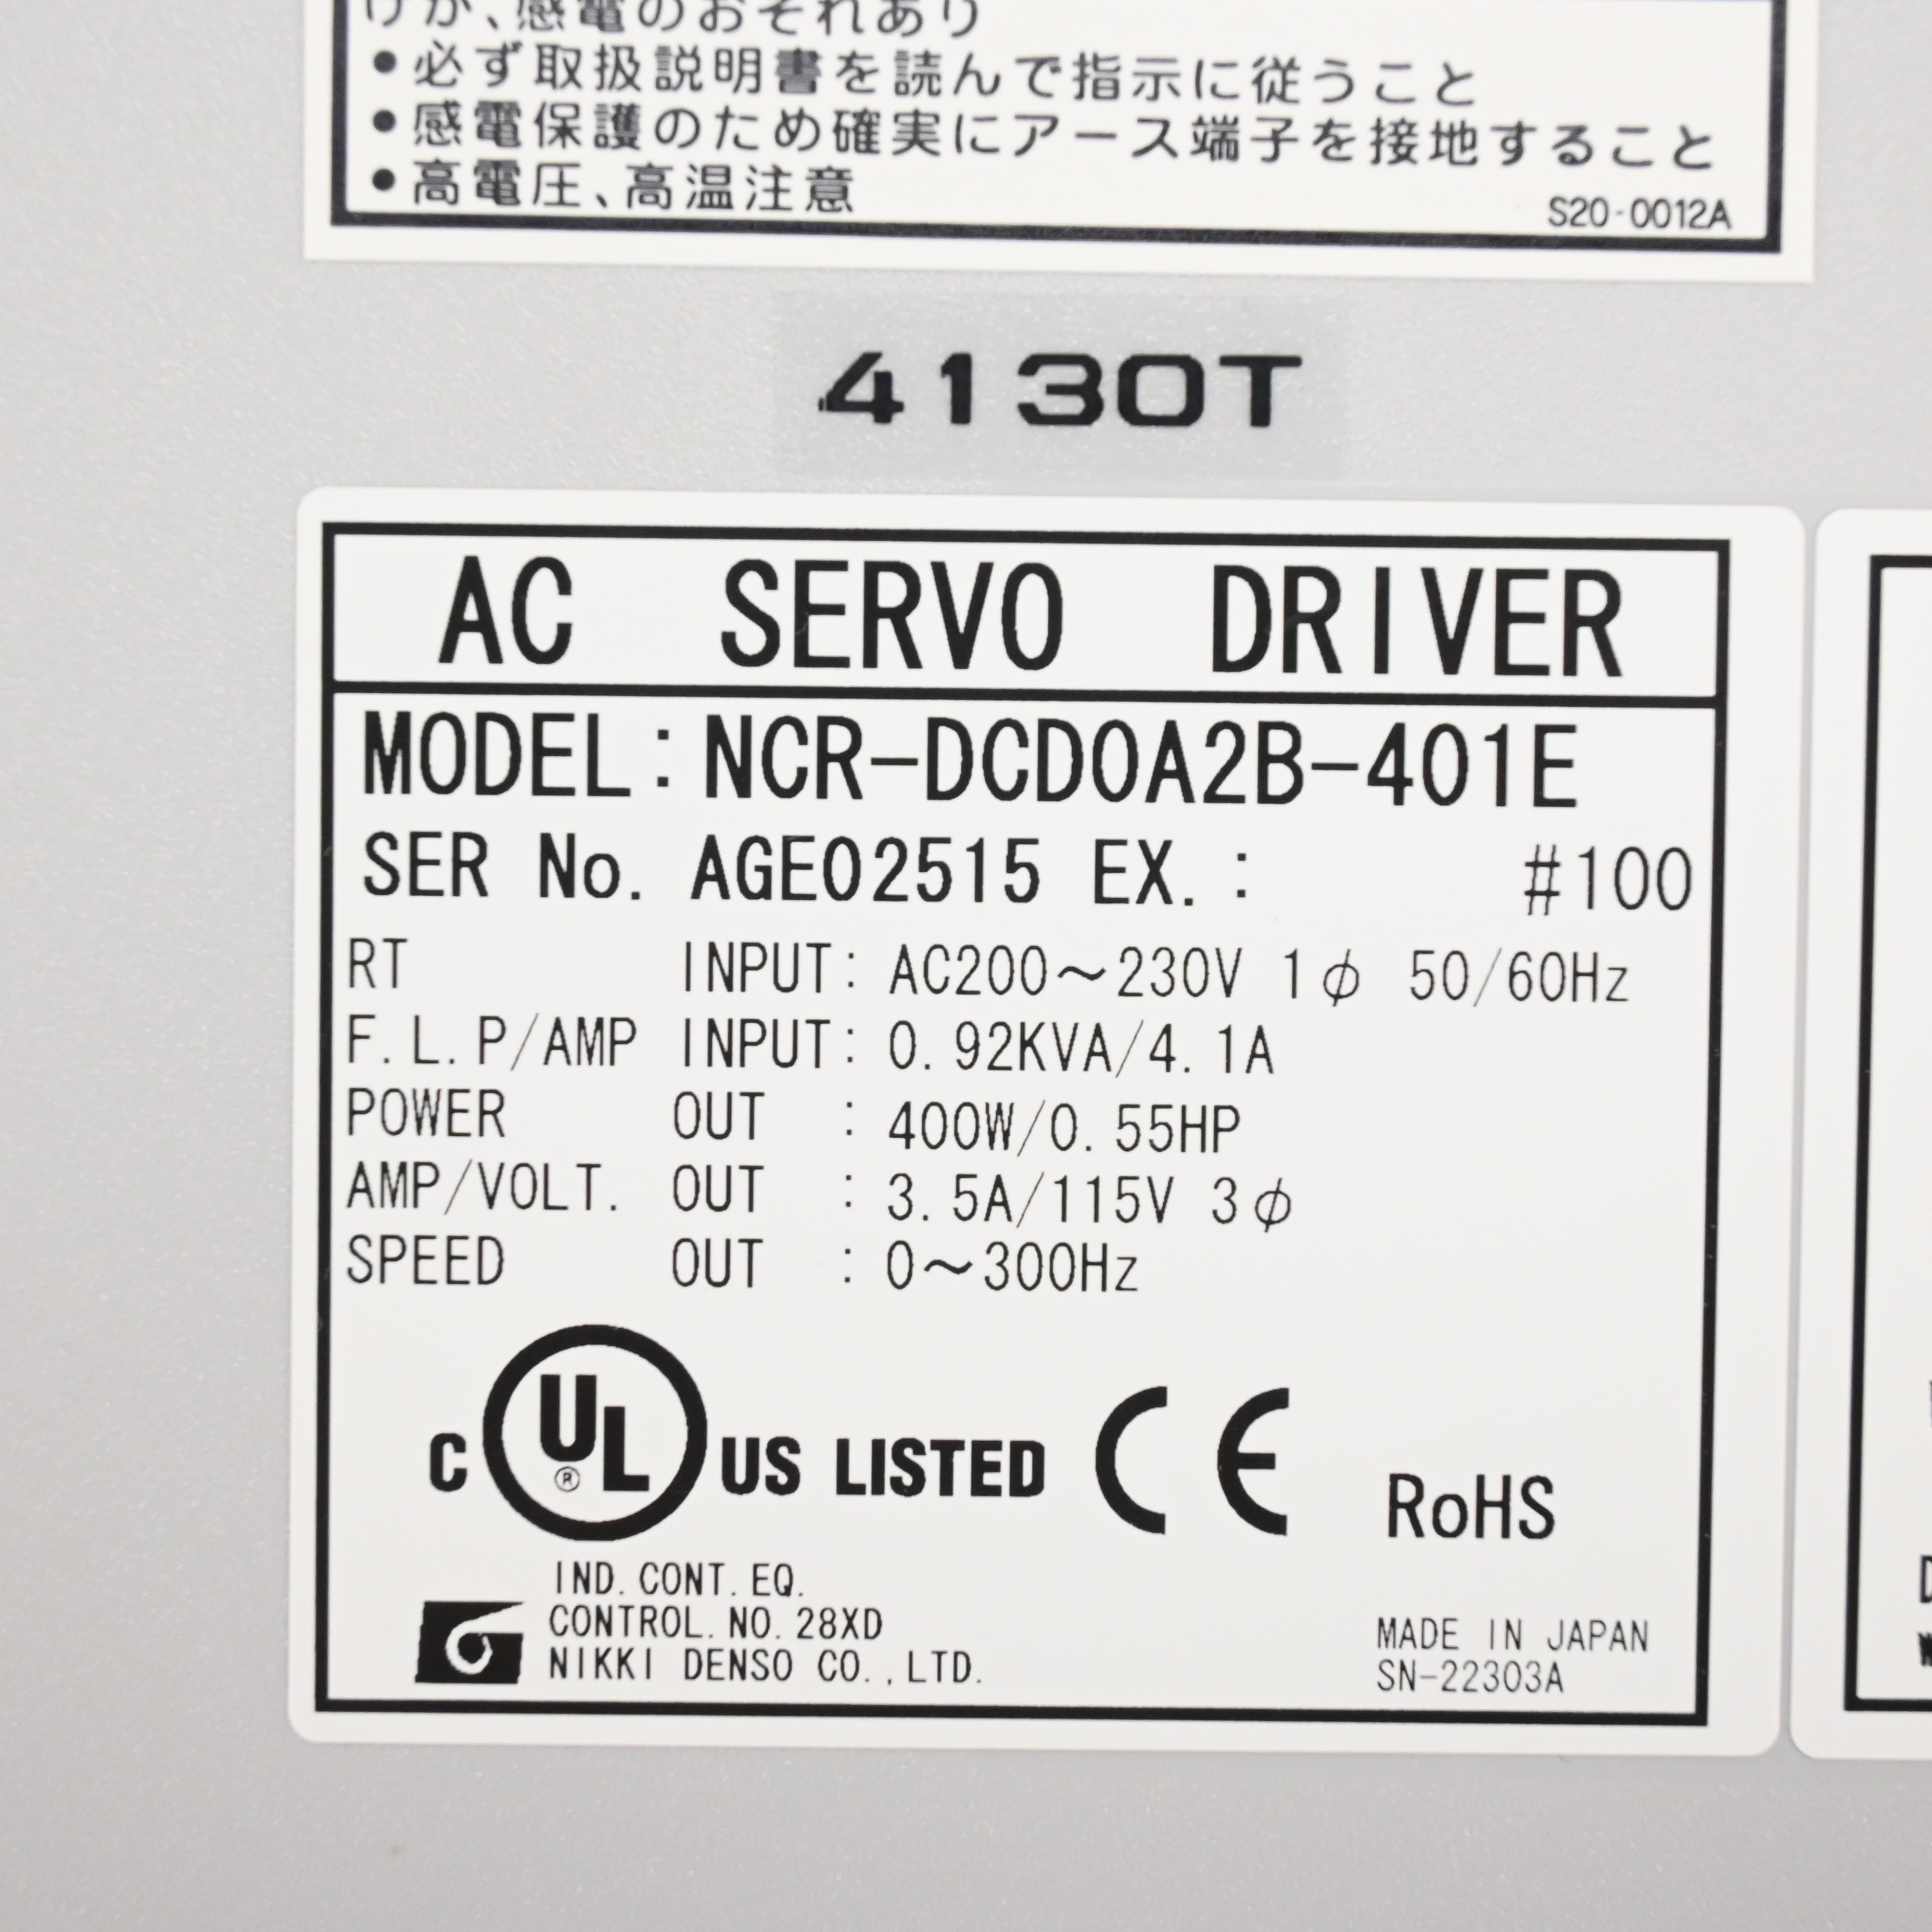 けが、感電のおそれあり
•必ず取扱説明書を読んで指示に従うこと
•感電保護のため確実にアース端子を接地すること
•高電圧、高温注意
S20-0012A
4130T
AC SERVO DRIVER
MODEL:NCR-DCD0A2B-401E
SER No. AGE02515 EX.: #100
RT INPUT: AC200~230V 1φ 50/60Hz
F.L.P/AMP INPUT: 0.92KVA/4.1A
POWER OUT : 400W/0.55HP
AMP/VOLT. OUT : 3.5A/115V 3φ
SPEED OUT : 0~300Hz
C UL® US LISTED CE RoHS
IND.CONT.EQ.
CONTROL.NO.28XD
NIKKI DENSO CO.,LTD.
MADE IN JAPAN
SN-22303A